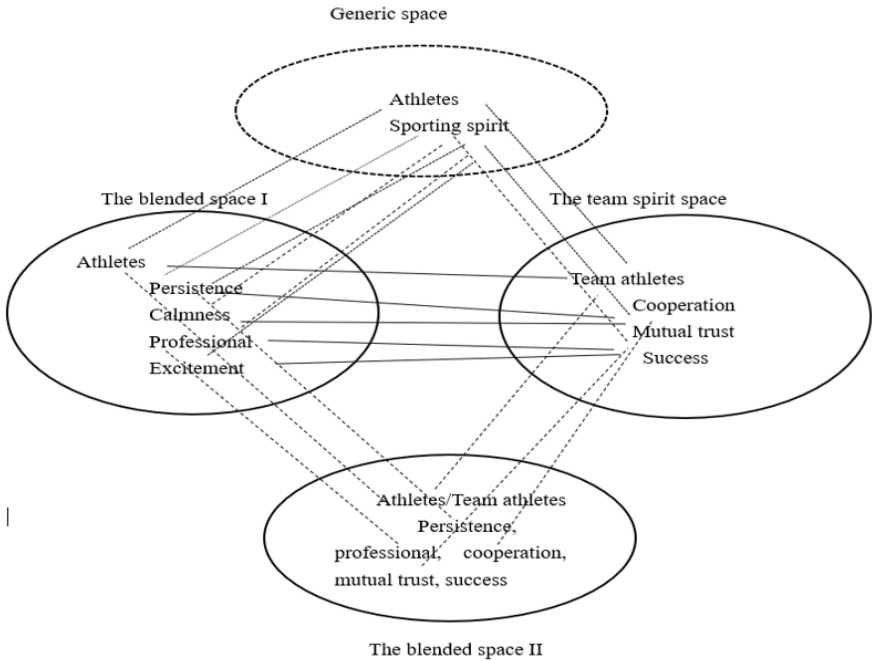 Generic space
Athletes
Sporting spirit
The blended space I
The team spirit space
Athletes
Persistence
Calmness
Professional
Excitement
Team athletes
Cooperation
Mutual trust
Success
Athletes/Team athletes
Persistence,
professional, cooperation,
mutual trust, success
The blended space II